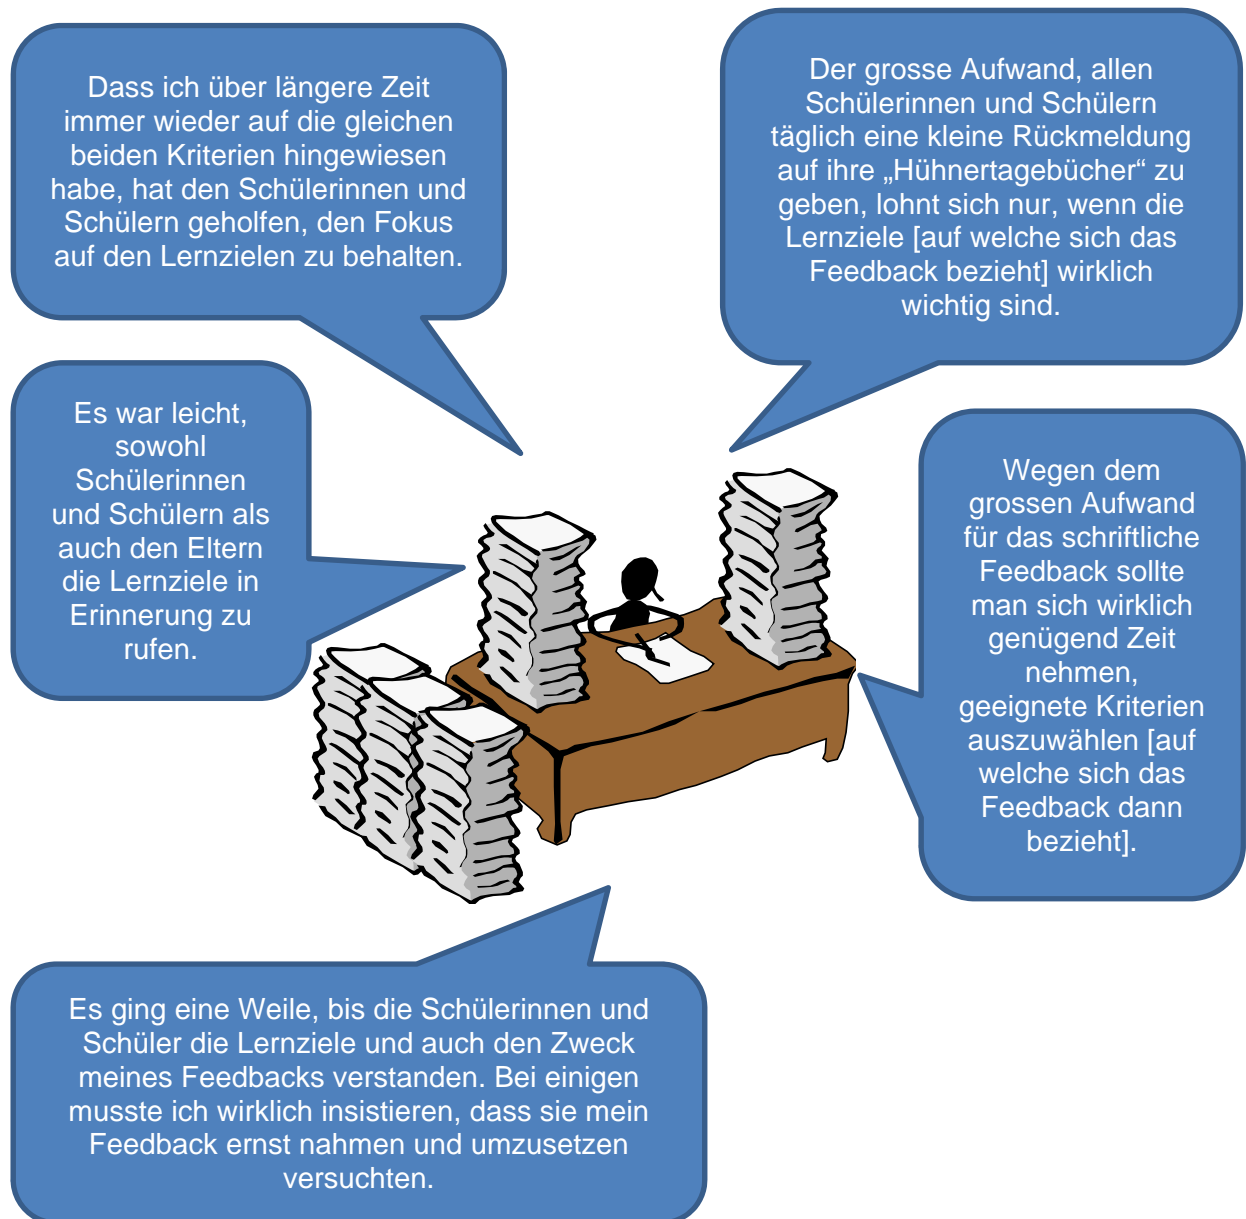 Dass ich über längere Zeit
immer wieder auf die gleichen
beiden Kriterien hingewiesen
habe, hat den Schülerinnen und
Schülern geholfen, den Fokus
auf den Lernzielen zu behalten.
Der grosse Aufwand, allen
Schülerinnen und Schülern
täglich eine kleine Rückmeldung
auf ihre „Hühnertagebücher“ zu
geben, lohnt sich nur, wenn die
Lernziele [auf welche sich das
Feedback bezieht] wirklich
wichtig sind.
Es war leicht,
sowohl
Schülerinnen
und Schülern als
auch den Eltern
die Lernziele in
Erinnerung zu
rufen.
Wegen dem
grossen Aufwand
für das schriftliche
Feedback sollte
man sich wirklich
genügend Zeit
nehmen,
geeignete Kriterien
auszuwählen [auf
welche sich das
Feedback dann
bezieht].
Es ging eine Weile, bis die Schülerinnen und
Schüler die Lernziele und auch den Zweck
meines Feedbacks verstanden. Bei einigen
musste ich wirklich insistieren, dass sie mein
Feedback ernst nahmen und umzusetzen
versuchten.